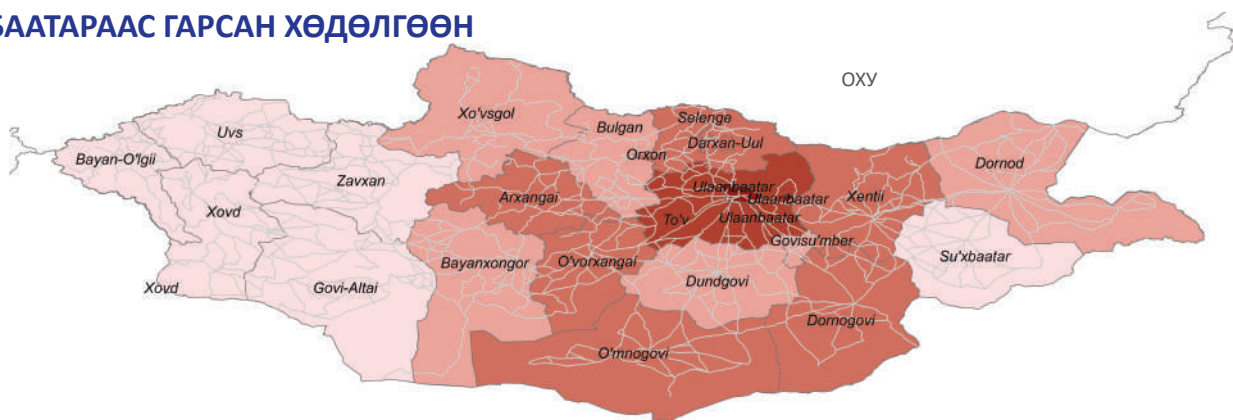 БААТАРААС ГАРСАН ХӨДӨЛГӨӨН
ОХУ
Xo'vsgol
Selenge
Bulgan
Uvs
Darxan-Uul
Orxon
Bayan-O'lgii
Dornod
Zavxan
Ulaanbaatar
Arxangai
Xentii
Ulaanbaatar
Xovd
To'v
Ulaanbaatar
Govisu'mber
Su'xbaatar
O'vorxangai
Bayanxongor
Dundgovi
Xovd
Govi-Altai
Dornogovi
O'mnogovi